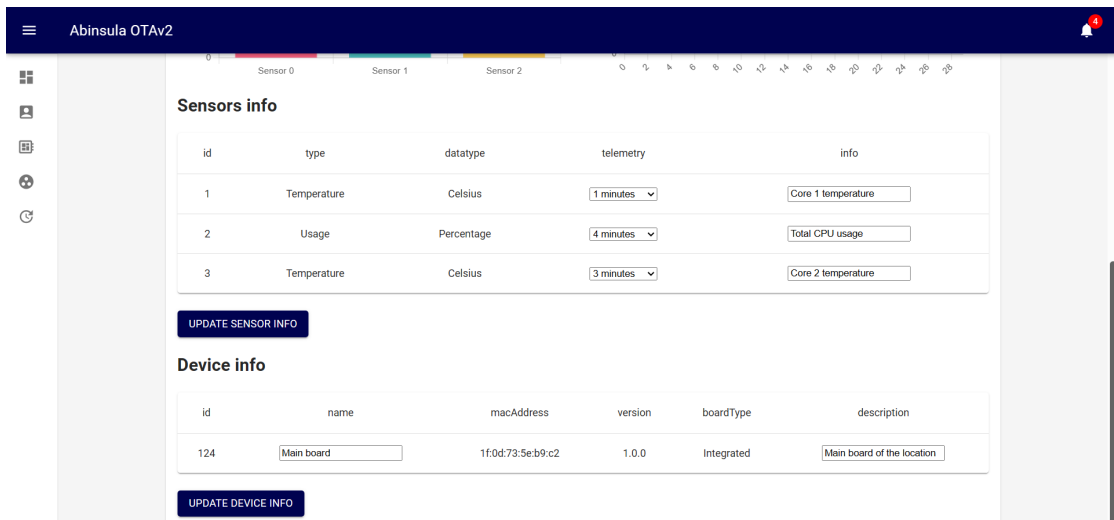 Abinsula OTAv2
4
0
Sensor 0 Sensor 1 Sensor 2
0 2 4 6 8 10 12 14 16 18 20 22 24 26 28
Sensors info
id type datatype telemetry info
1 Temperature Celsius 1 minutes Core 1 temperature
2 Usage Percentage 4 minutes Total CPU usage
3 Temperature Celsius 3 minutes Core 2 temperature
UPDATE SENSOR INFO
Device info
id name macAddress version boardType description
124 Main board 1f:0d:73:5e:b9:c2 1.0.0 Integrated Main board of the location
UPDATE DEVICE INFO